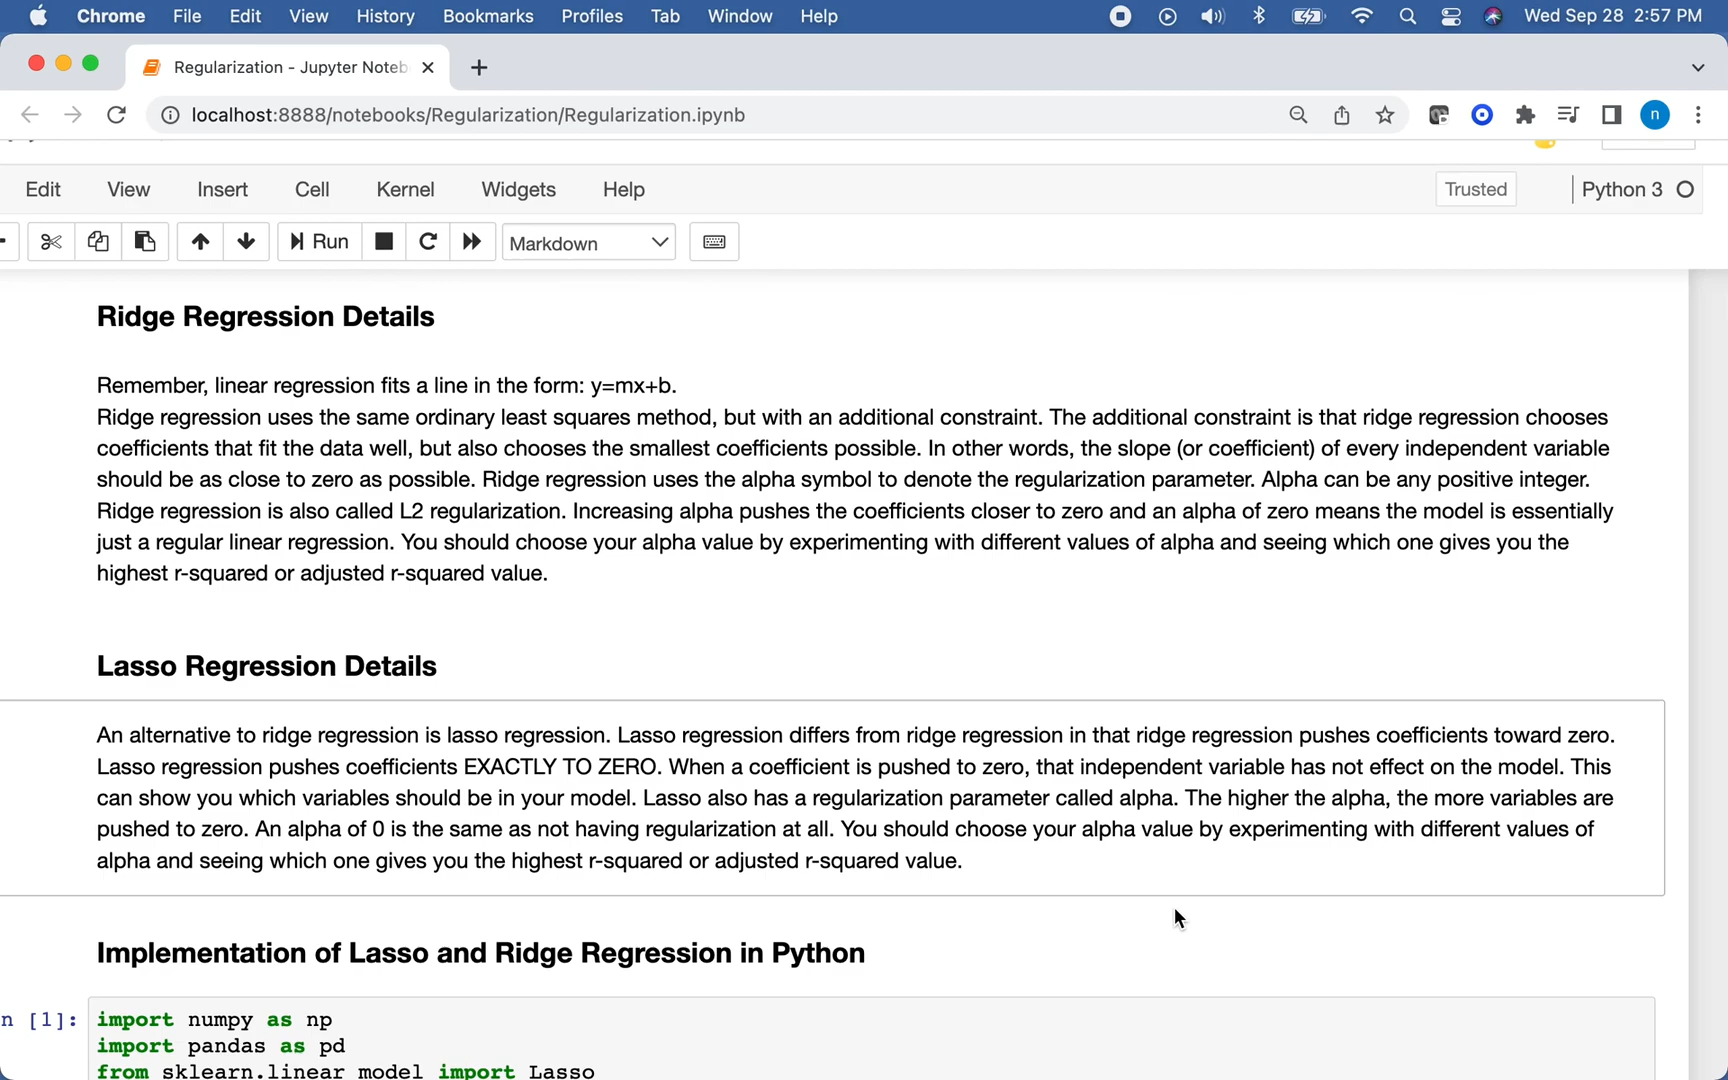 Chrome File Edit View History Bookmarks Profiles Tab Window Help Wed Sep 28 2:57 PM
Regularization - Jupyter Noteb
localhost:8888/notebooks/Regularization/Regularization.ipynb n
Edit View Insert Cell Kernel Widgets Help Trusted Python 3
Run Markdown
Ridge Regression Details
Remember, linear regression fits a line in the form: y=mx+b.
Ridge regression uses the same ordinary least squares method, but with an additional constraint. The additional constraint is that ridge regression chooses
coefficients that fit the data well, but also chooses the smallest coefficients possible. In other words, the slope (or coefficient) of every independent variable
should be as close to zero as possible. Ridge regression uses the alpha symbol to denote the regularization parameter. Alpha can be any positive integer.
Ridge regression is also called L2 regularization. Increasing alpha pushes the coefficients closer to zero and an alpha of zero means the model is essentially
just a regular linear regression. You should choose your alpha value by experimenting with different values of alpha and seeing which one gives you the
highest r-squared or adjusted r-squared value.
Lasso Regression Details
An alternative to ridge regression is lasso regression. Lasso regression differs from ridge regression in that ridge regression pushes coefficients toward zero.
Lasso regression pushes coefficients EXACTLY TO ZERO. When a coefficient is pushed to zero, that independent variable has not effect on the model. This
can show you which variables should be in your model. Lasso also has a regularization parameter called alpha. The higher the alpha, the more variables are
pushed to zero. An alpha of 0 is the same as not having regularization at all. You should choose your alpha value by experimenting with different values of
alpha and seeing which one gives you the highest r-squared or adjusted r-squared value.
Implementation of Lasso and Ridge Regression in Python
n [1]: import numpy as np
import pandas as pd
from sklearn.linear_model import Lasso